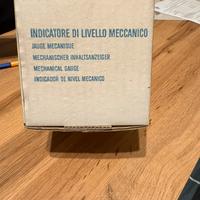 INDICATORE DI LIVELLO MECCANICO
JAUGE MECANIQUE
MECHANISCHER INHALTSANZEIGER
MECHANICAL GAUGE
INDICADOR DE NIVEL MECANICO